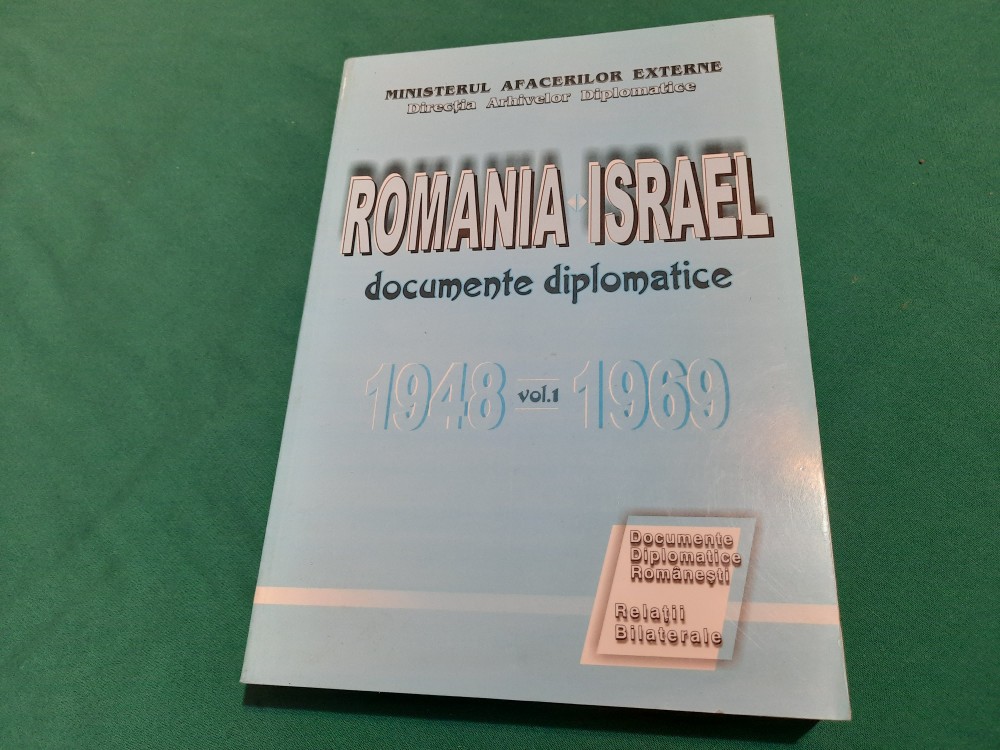 MINISTERUL AFACERILOR EXTERNE
Direcția Arhivelor Diplomatice
ROMANIA ISRAEL
documente diplomatice
1948 vol.1 1969
Documente
Diplomatice
Românești
Relații
Bilaterale